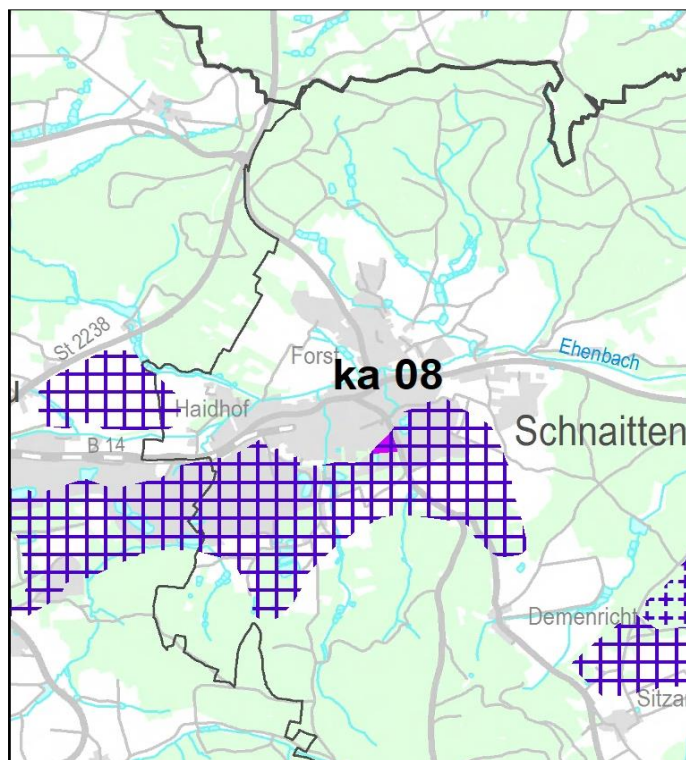 St 2238
Forst
ka 08
Ehenbach
Haidhof
B 14
Schnaitten
Demenricht
Sitza